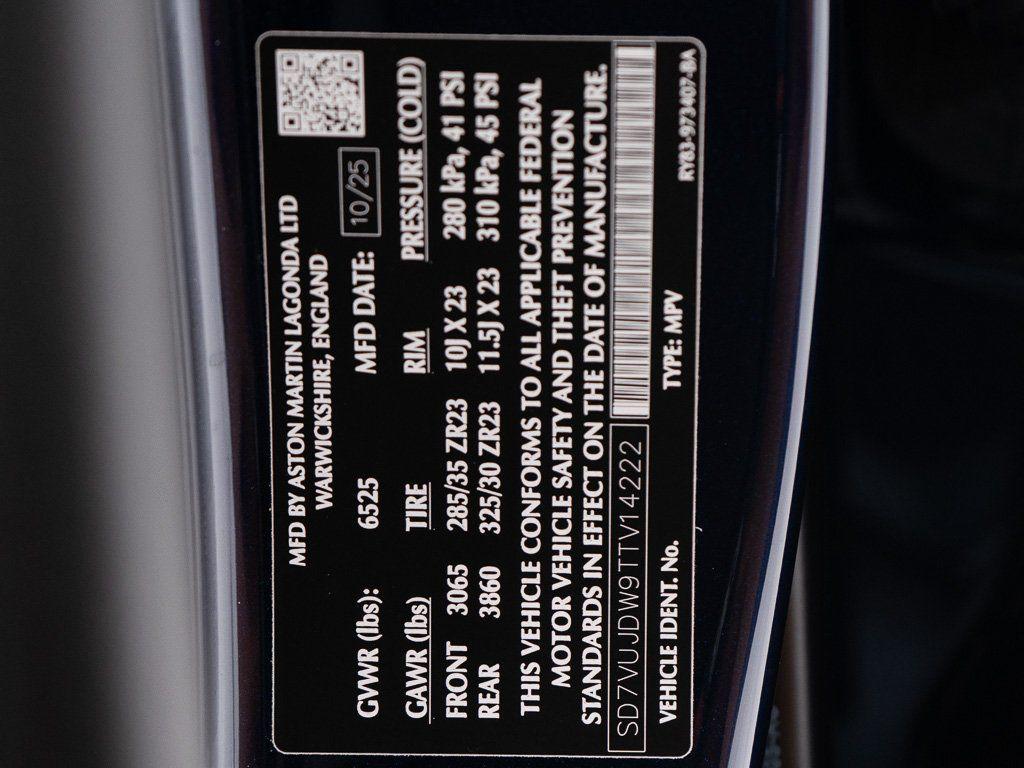 MFD BY ASTON MARTIN LAGONDA LTD
WARWICKSHIRE, ENGLAND
GVWR (lbs): 6525 MFD DATE: 10/25
GAWR (lbs) TIRE RIM PRESSURE (COLD)
FRONT 3065 285/35 ZR23 10J X 23 280 kPa, 41 PSI
REAR 3860 325/30 ZR23 11.5J X 23 310 kPa, 45 PSI
THIS VEHICLE CONFORMS TO ALL APPLICABLE FEDERAL
MOTOR VEHICLE SAFETY AND THEFT PREVENTION
STANDARDS IN EFFECT ON THE DATE OF MANUFACTURE.
SD7VUJDW9TTV14222
VEHICLE IDENT. No. TYPE: MPV
RY83-973407-BA